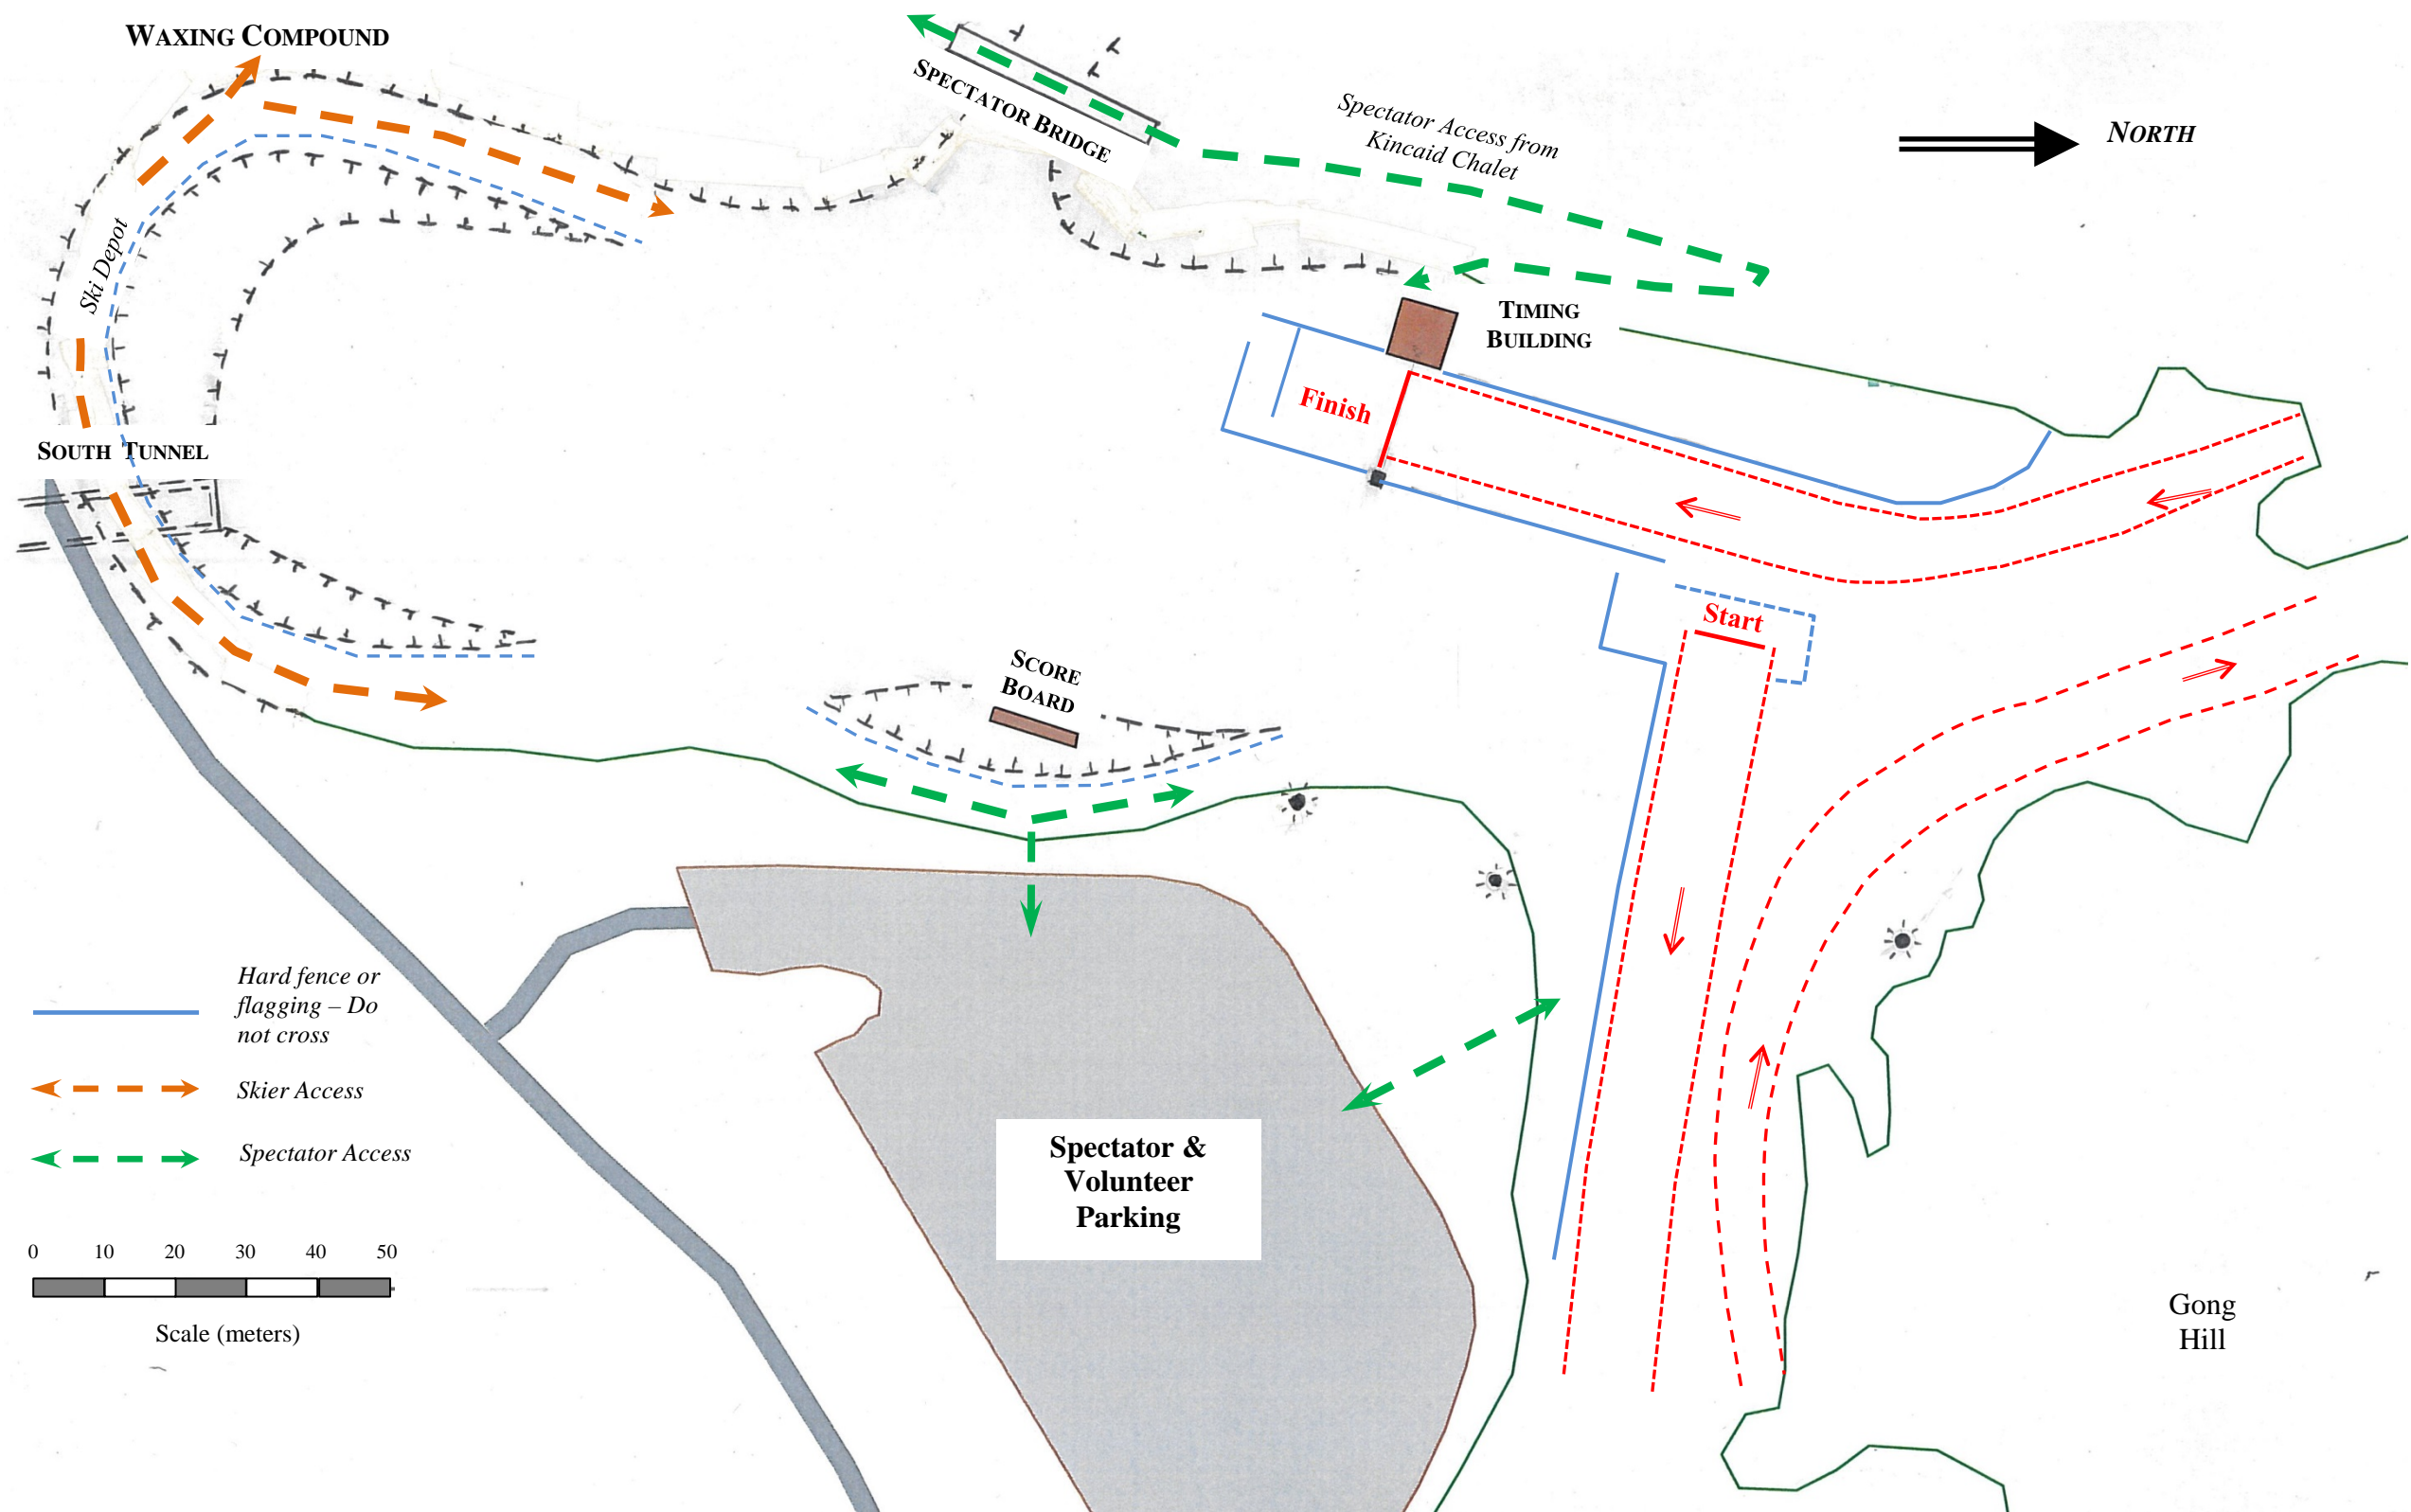 WAXING COMPOUND
SPECTATOR BRIDGE
Spectator Access from
Kincaid Chalet
NORTH
Ski Depot
TIMING
BUILDING
Finish
SOUTH TUNNEL
Start
SCORE
BOARD
Hard fence or
flagging – Do
not cross
Skier Access
Spectator Access
Spectator &
Volunteer
Parking
0 10 20 30 40 50
Scale (meters)
Gong
Hill